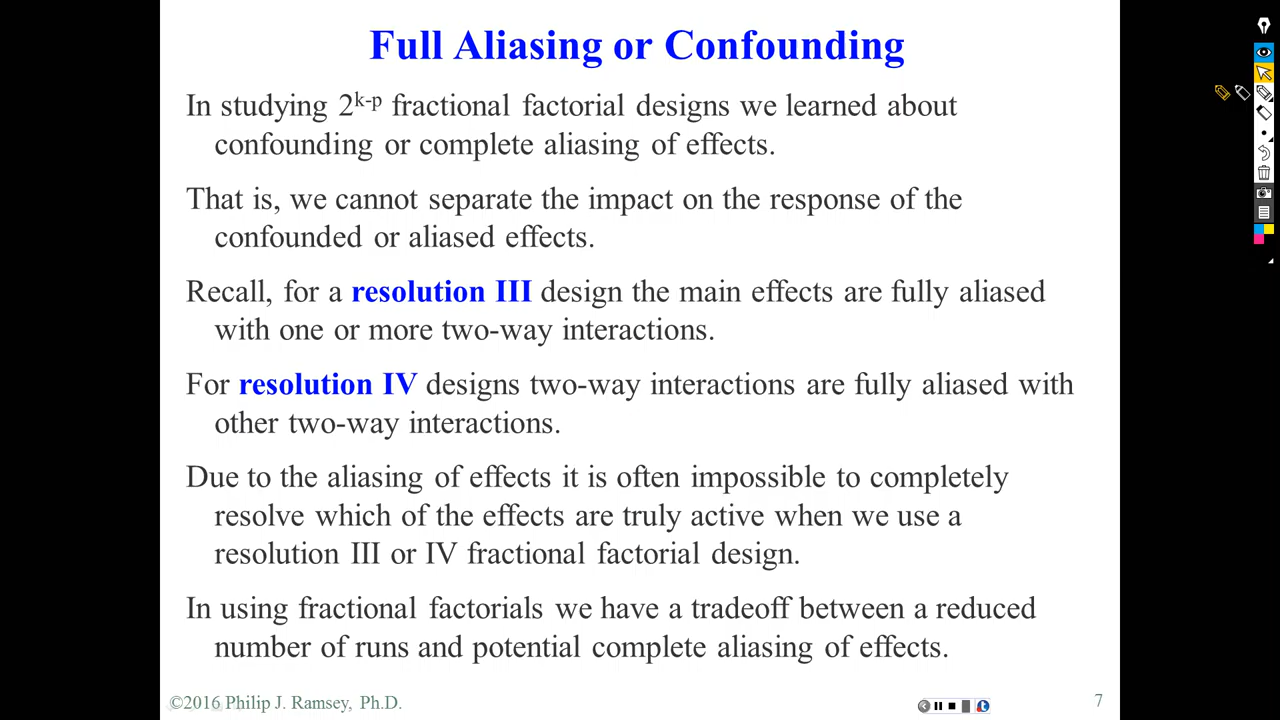 Full Aliasing or Confounding
In studying 2k-p fractional factorial designs we learned about
confounding or complete aliasing of effects.
That is, we cannot separate the impact on the response of the
confounded or aliased effects.
Recall, for a resolution III design the main effects are fully aliased
with one or more two-way interactions.
For resolution IV designs two-way interactions are fully aliased with
other two-way interactions.
Due to the aliasing of effects it is often impossible to completely
resolve which of the effects are truly active when we use a
resolution III or IV fractional factorial design.
In using fractional factorials we have a tradeoff between a reduced
number of runs and potential complete aliasing of effects.
©2016 Philip J. Ramsey, Ph.D.
7